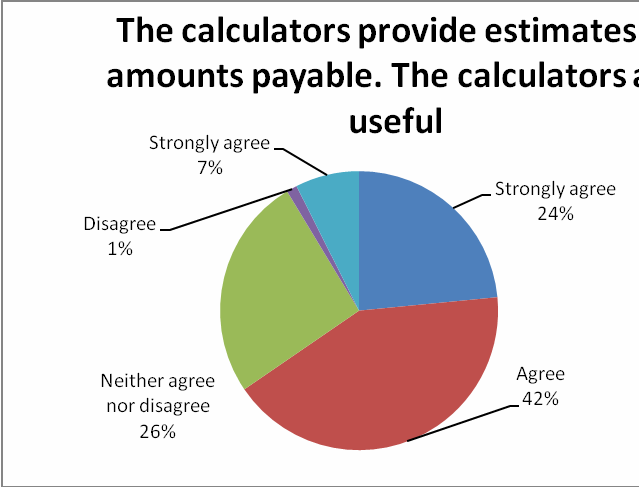 The calculators provide estimates
amounts payable. The calculators a
useful
Strongly agree
7%
Strongly agree
24%
Disagree
1%
Agree
42%
Neither agree
nor disagree
26%